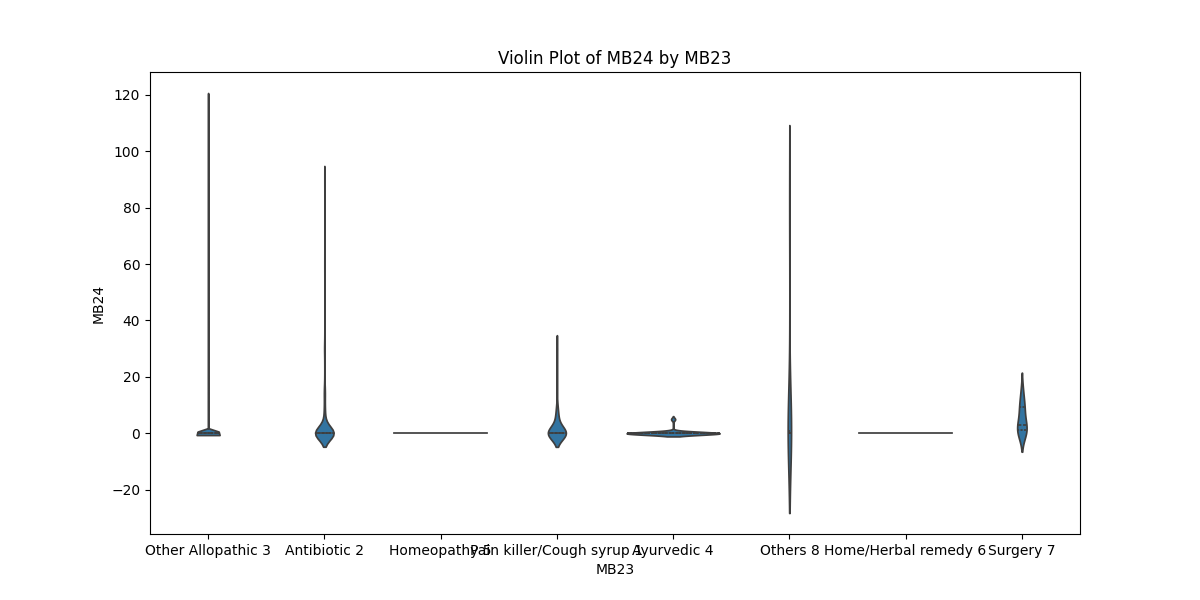 Violin Plot of MB24 by MB23
120
100
80
60
40
20
0
−20
MB24
Other Allopathic 3 Antibiotic 2 Homeopathy 5 Pain killer/Cough syrup 1 Ayurvedic 4 Others 8 Home/Herbal remedy 6 Surgery 7
MB23